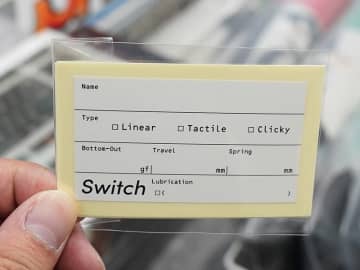 Name
Type
□ Linear □ Tactile □ Clicky
Bottom-Out Travel Spring
gf| mm| mm
Switch Lubrication
□( )